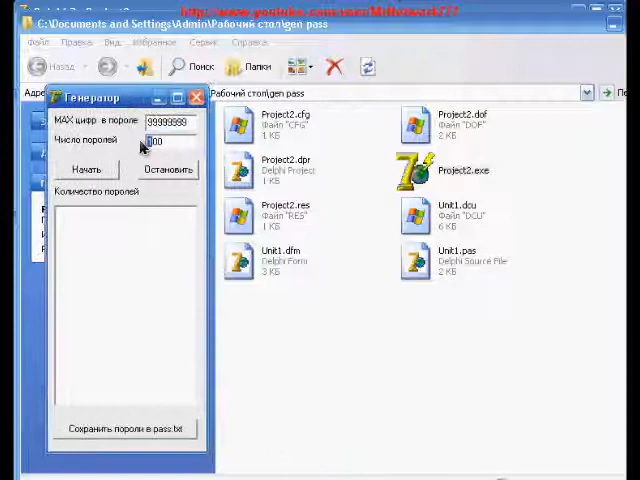 C:\Documents and Settings\Admin\Рабочий стол\gen pass
Файл Правка Вид Избранное Сервис Справка
Назад Поиск Папки
Рабочий стол\gen pass
Генератор
MAX цифр в пороле 99999999
Число поролей
Начать Остановить
Количество поролей
Сохранить пороли в pass.txt
Project2.cfg
Файл "CFG"
1 КБ
Project2.dof
Файл "DOF"
2 КБ
Project2.dpr
Delphi Project
1 КБ
Project2.exe
Project2.res
Файл "RES"
1 КБ
Unit1.dcu
Файл "DCU"
6 КБ
Unit1.dfm
Delphi Form
3 КБ
Unit1.pas
Delphi Source File
2 КБ